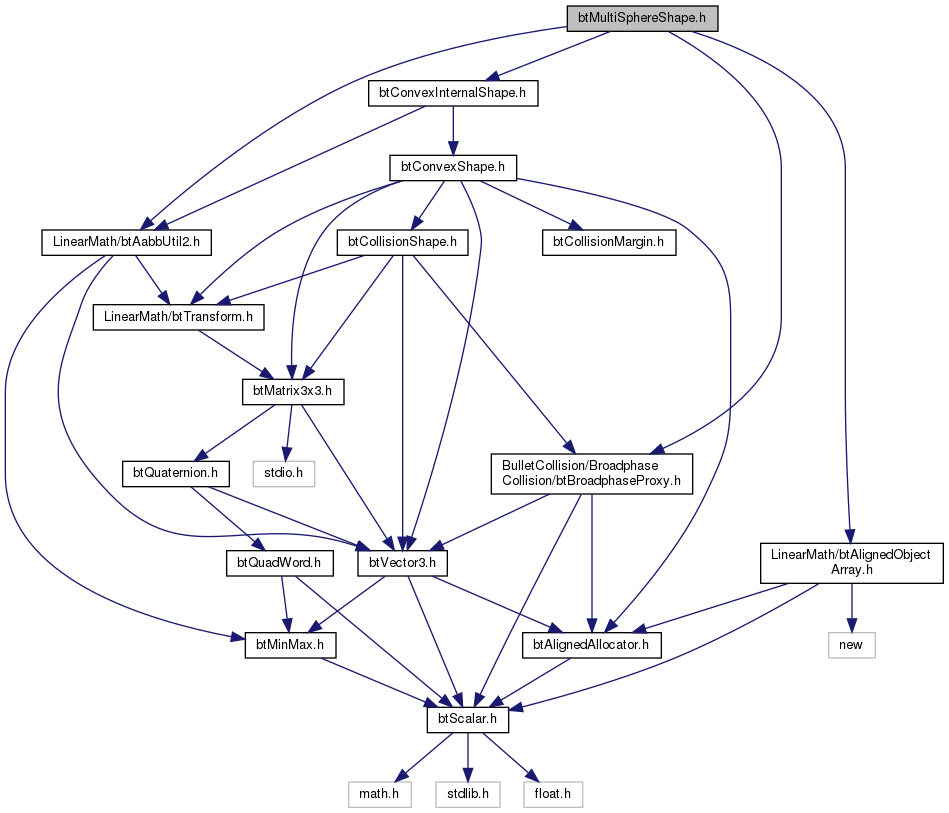 btMultiSphereShape.h
btConvexInternalShape.h
btConvexShape.h
LinearMath/btAabbUtil2.h
btCollisionShape.h
btCollisionMargin.h
LinearMath/btTransform.h
btMatrix3x3.h
btQuaternion.h
stdio.h
BulletCollision/Broadphase
Collision/btBroadphaseProxy.h
btQuadWord.h
btVector3.h
LinearMath/btAlignedObject
Array.h
btMinMax.h
btAlignedAllocator.h
new
btScalar.h
math.h
stdlib.h
float.h